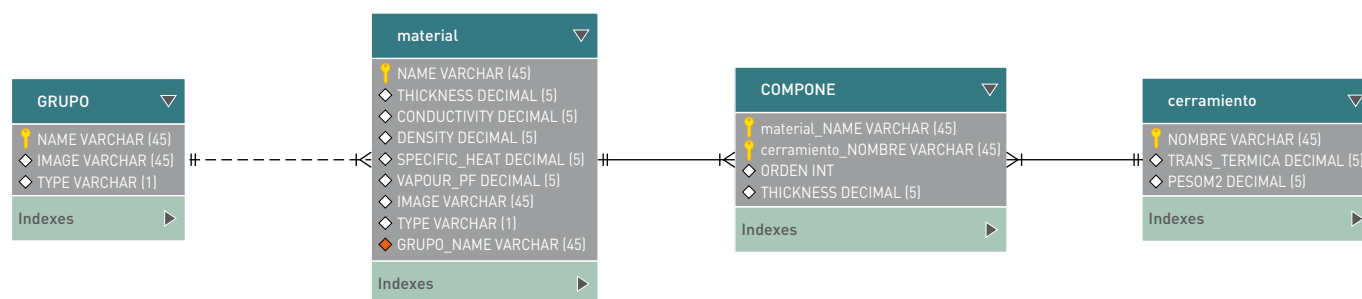 GRUPO
NAME VARCHAR (45)
IMAGE VARCHAR (45)
TYPE VARCHAR (1)
Indexes
material
NAME VARCHAR (45)
THICKNESS DECIMAL (5)
CONDUCTIVITY DECIMAL (5)
DENSITY DECIMAL (5)
SPECIFIC_HEAT DECIMAL (5)
VAPOUR_PF DECIMAL (5)
IMAGE VARCHAR (45)
TYPE VARCHAR (1)
GRUPO_NAME VARCHAR (45)
Indexes
COMPONE
material_NAME VARCHAR (45)
cerramiento_NOMBRE VARCHAR (45)
ORDEN INT
THICKNESS DECIMAL (5)
Indexes
cerramiento
NOMBRE VARCHAR (45)
TRANS_TERMICA DECIMAL (5)
PESOM2 DECIMAL (5)
Indexes